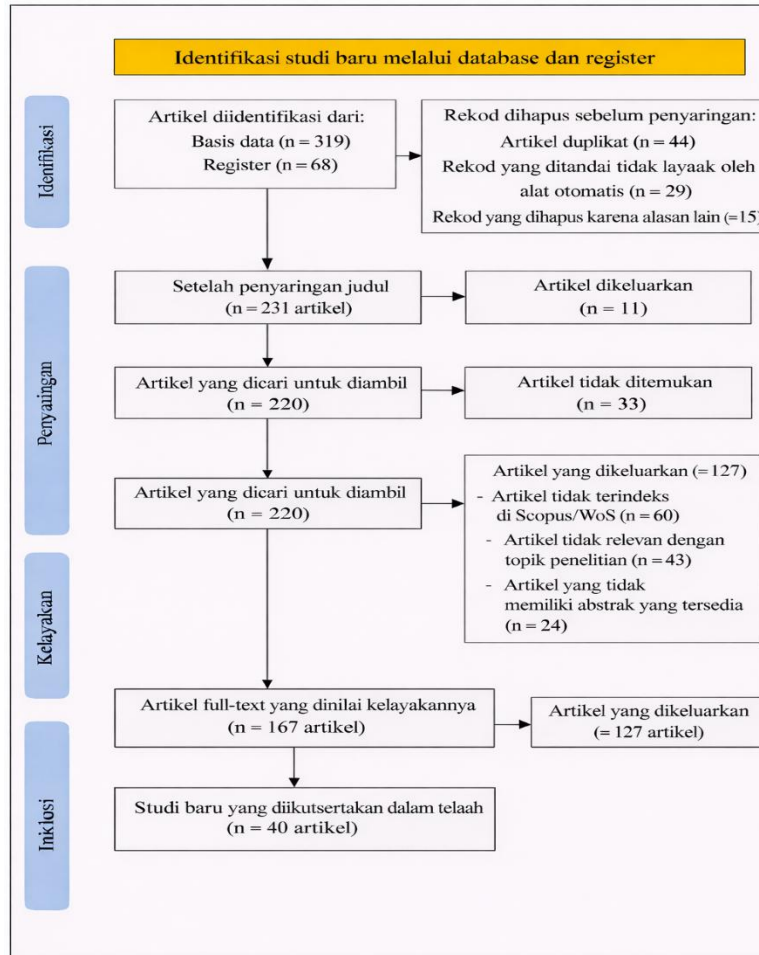 Identifikasi studi baru melalui database dan register
Identifikasi
Artikel diidentifikasi dari:
Basis data (n = 319)
Register (n = 68)
Rekod dihapus sebelum penyaringan:
Artikel duplikat (n = 44)
Rekod yang ditandai tidak layaak oleh
alat otomatis (n = 29)
Rekod yang dihapus karena alasan lain (=15)
Penyaungan
Setelah penyaringan judul
(n = 231 artikel)
Artikel dikeluarkan
(n = 11)
Artikel yang dicari untuk diambil
(n = 220)
Artikel tidak ditemukan
(n = 33)
Artikel yang dicari untuk diambil
(n = 220)
Artikel yang dikeluarkan (=127)
- Artikel tidak terindeks
di Scopus/WoS (n = 60)
- Artikel tidak relevan dengan
topik penelitian (n = 43)
- Artikel yang tidak
memiliki abstrak yang tersedia
(n = 24)
Kelayakan
Artikel full-text yang dinilai kelayakannya
(n = 167 artikel)
Artikel yang dikeluarkan
(= 127 artikel)
Inklusi
Studi baru yang diikutsertakan dalam telaah
(n = 40 artikel)